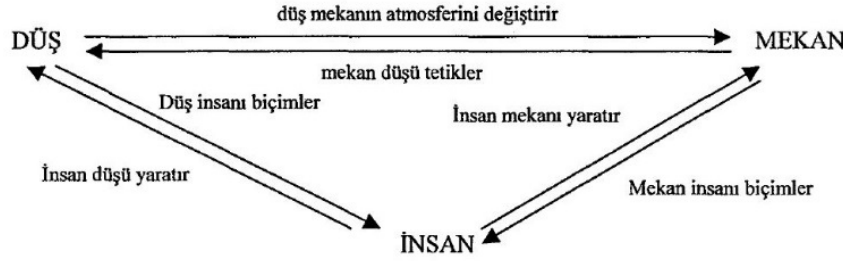 düş mekanın atmosferini değiştirir
DÜŞ
MEKAN
mekan düşü tetikler
Düş insanı biçimler
İnsan mekanı yaratır
İnsan düşü yaratır
Mekan insanı biçimler
İNSAN